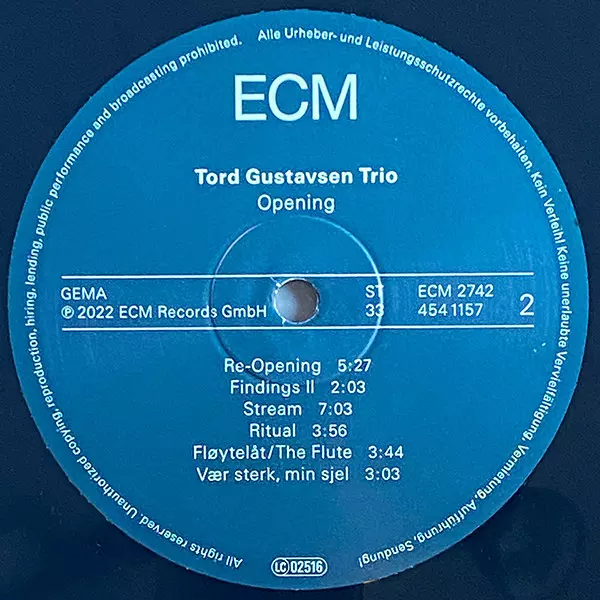 ECM
Tord Gustavsen Trio
Opening
GEMA ST ECM 2742
℗ 2022 ECM Records GmbH 33 454 1157 2
Re-Opening 5:27
Findings II 2:03
Stream 7:03
Ritual 3:56
Fløytelåt/The Flute 3:44
Vær sterk, min sjel 3:03
LC 02516
All rights reserved. Unauthorized copying, reproduction, hiring, lending, public performance and broadcasting prohibited. Alle Urheber- und Leistungsschutzrechte vorbehalten. Kein Verleih! Keine unerlaubte Vervielfältigung, Vermietung, Aufführung, Sendung!